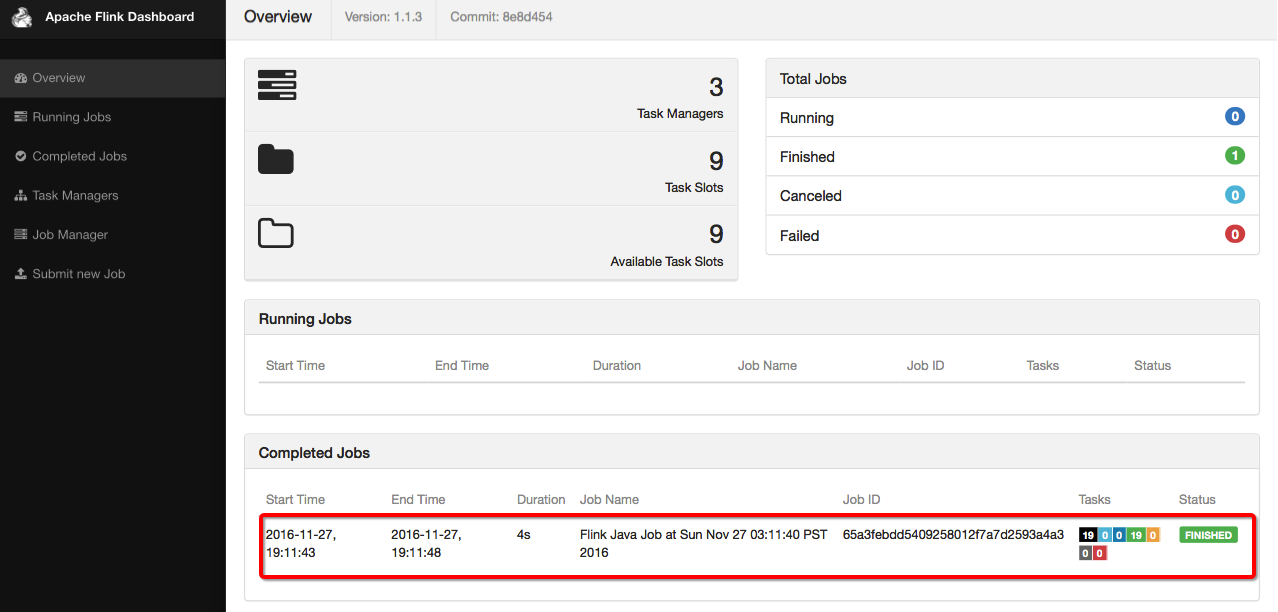 Apache Flink Dashboard
Overview
Version: 1.1.3
Commit: 8e8d454
Overview
Running Jobs
Completed Jobs
Task Managers
Job Manager
Submit new Job
3
Task Managers
9
Task Slots
9
Available Task Slots
Total Jobs
Running 0
Finished 1
Canceled 0
Failed 0
Running Jobs
Start Time End Time Duration Job Name Job ID Tasks Status
Completed Jobs
Start Time End Time Duration Job Name Job ID Tasks Status
2016-11-27, 2016-11-27, 4s Flink Java Job at Sun Nov 27 03:11:40 PST 65a3febdd5409258012f7a7d2593a4a3 19 0 0 19 0 FINISHED
19:11:43 19:11:48 2016 0 0